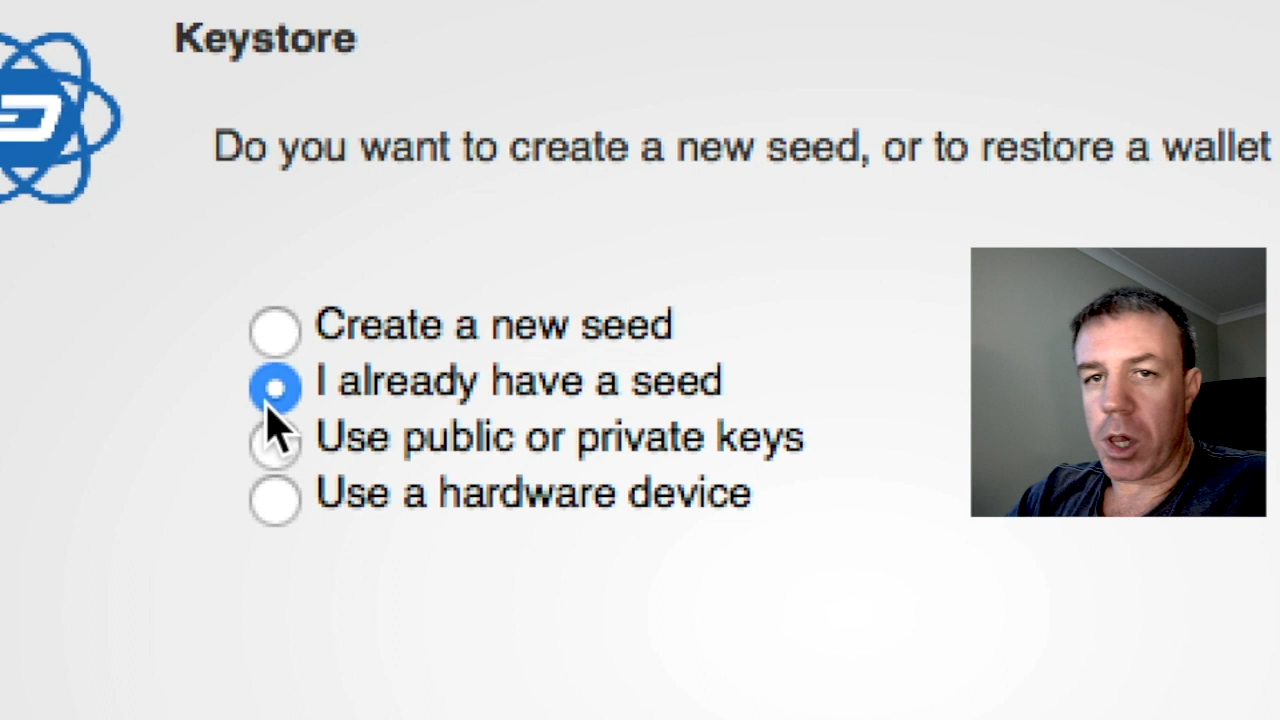 Keystore
Do you want to create a new seed, or to restore a wallet
Create a new seed
I already have a seed
Use public or private keys
Use a hardware device